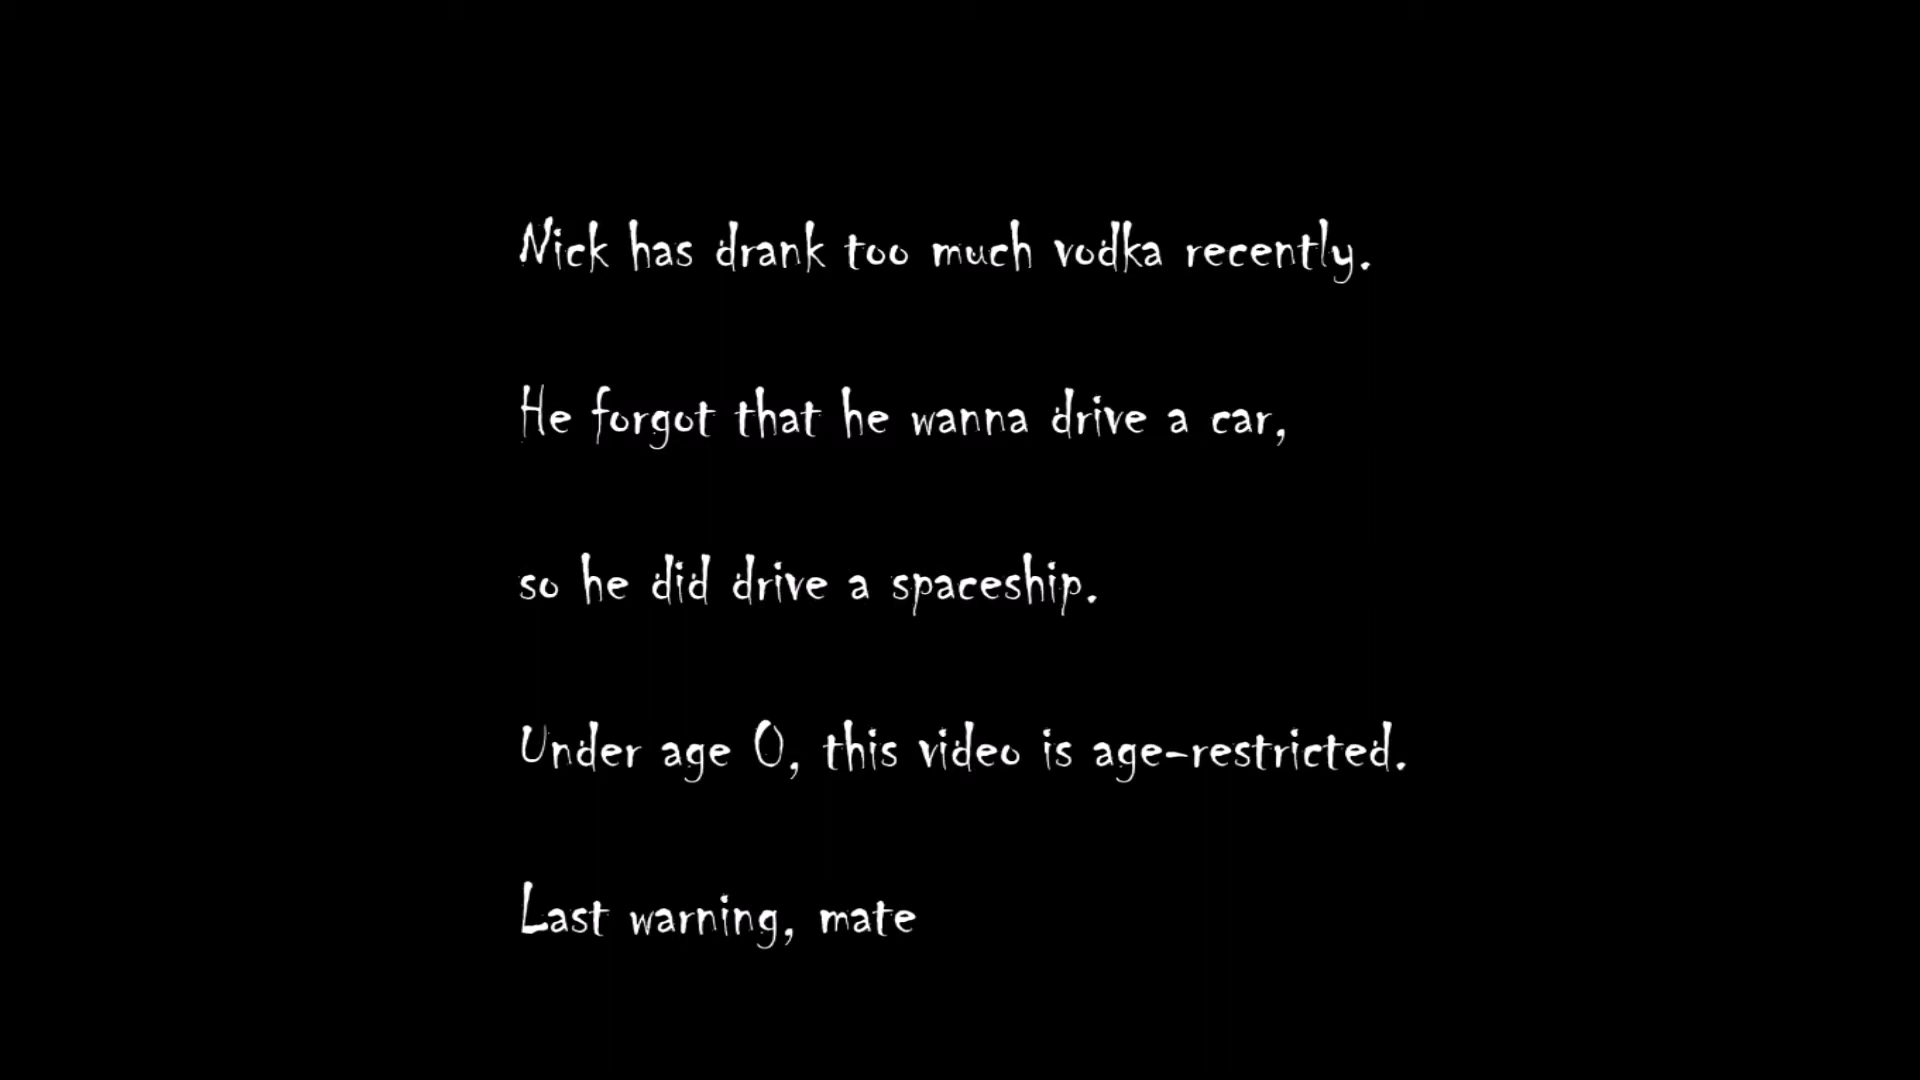 Nick has drank too much vodka recently.
He forgot that he wanna drive a car,
so he did drive a spaceship.
Under age 0, this video is age-restricted.
Last warning, mate